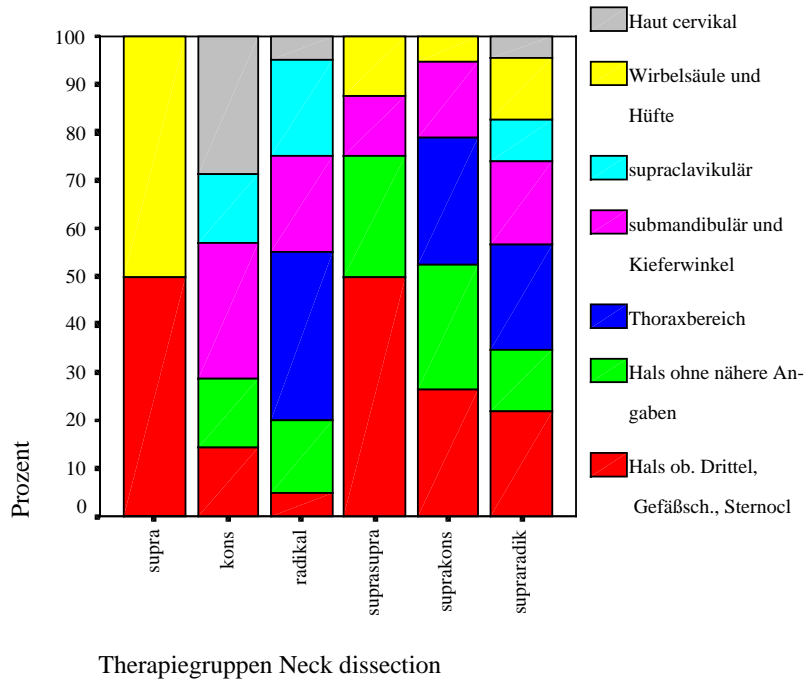 100
90
80
70
60
50
40
30
20
10
0
Prozent
supra
kons
radikal
suprasupra
suprakons
supraradik
Therapiegruppen Neck dissection
Haut cervikal
Wirbelsäule und
Hüfte
supraclavikulär
submandibulär und
Kieferwinkel
Thoraxbereich
Hals ohne nähere An-
gaben
Hals ob. Drittel,
Gefäßsch., Sternocl